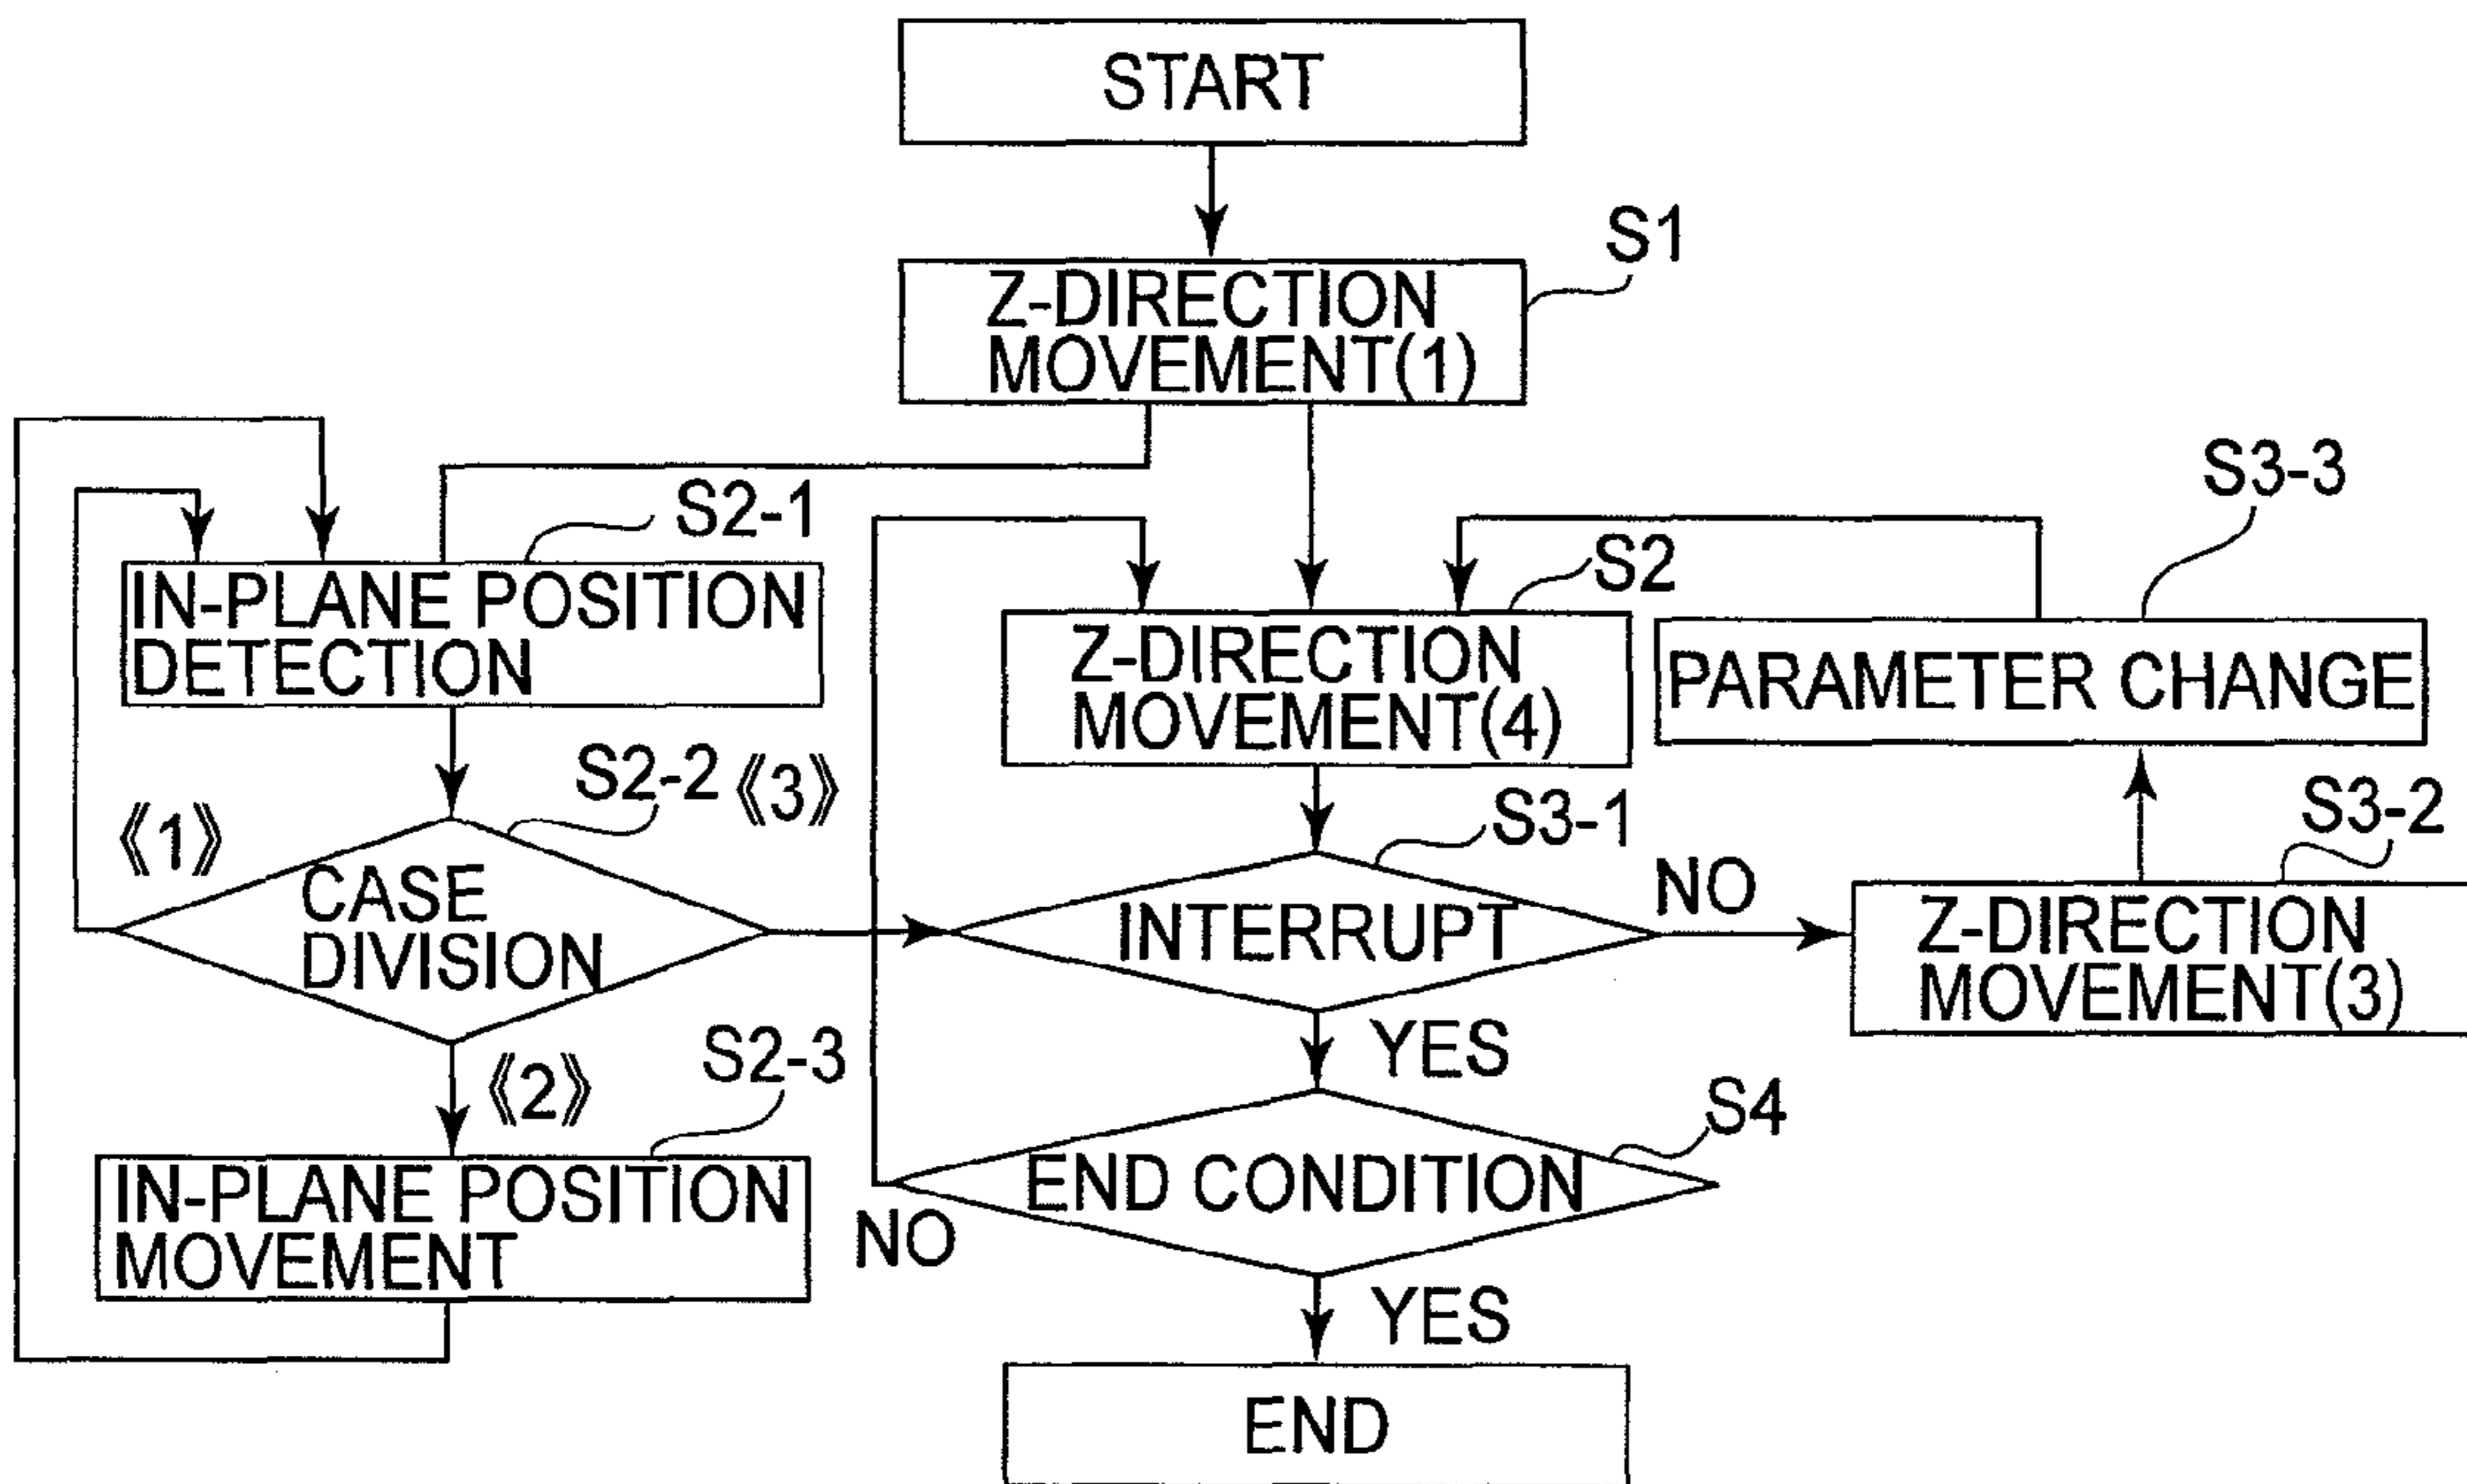 START
S1
Z-DIRECTION
MOVEMENT(1)
S2-1
IN-PLANE POSITION
DETECTION
S2
Z-DIRECTION
MOVEMENT(4)
S3-3
PARAMETER CHANGE
S2-2
《1》
《3》
CASE
DIVISION
S3-1
INTERRUPT
NO
S3-2
Z-DIRECTION
MOVEMENT(3)
《2》
S2-3
IN-PLANE POSITION
MOVEMENT
YES
S4
END CONDITION
NO
YES
END